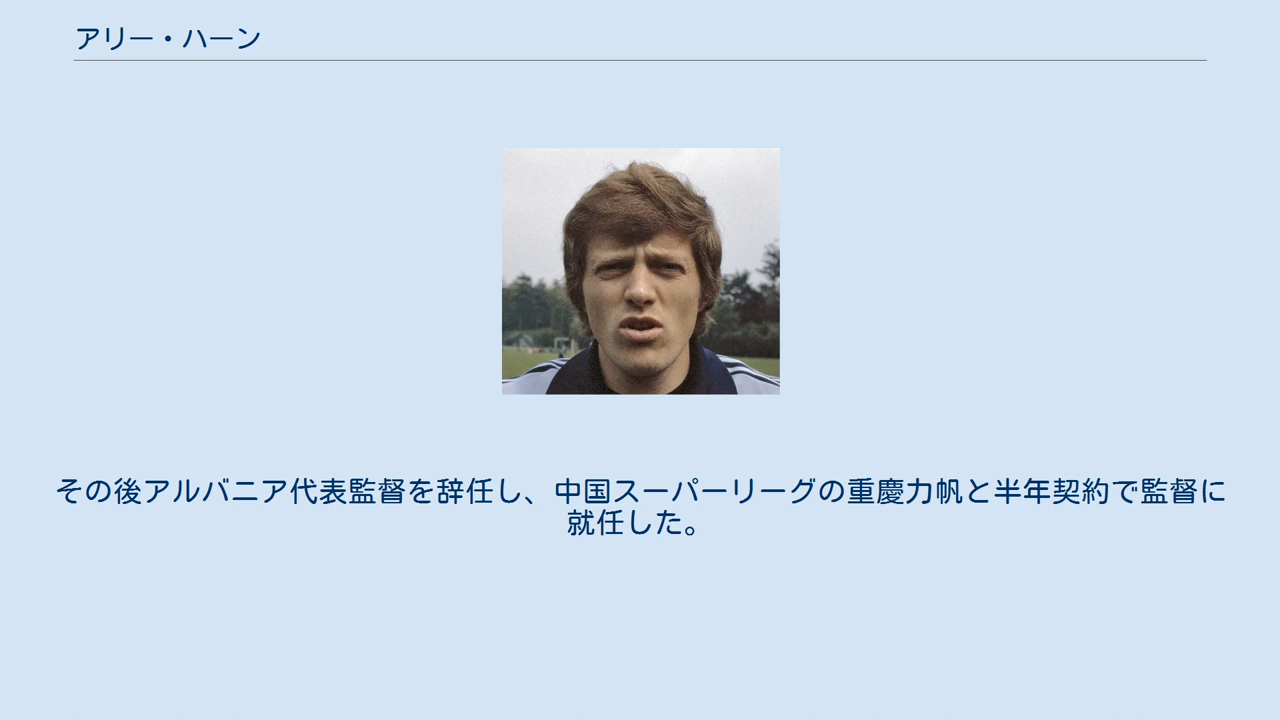 アリー・ハーン
その後アルバニア代表監督を辞任し、中国スーパーリーグの重慶力帆と半年契約で監督に
就任した。